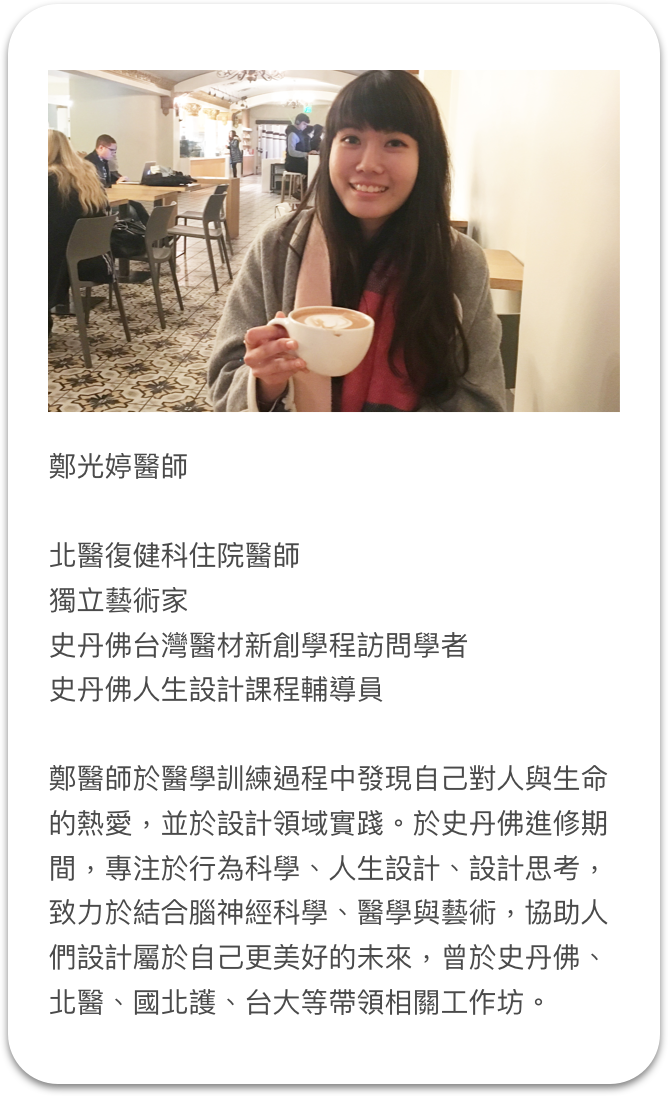 鄭光婷醫師
北醫復健科住院醫師
獨立藝術家
史丹佛台灣醫材新創學程訪問學者
史丹佛人生設計課程輔導員
鄭醫師於醫學訓練過程中發現自己對人與生命
的熱愛，並於設計領域實踐。於史丹佛進修期
間，專注於行為科學、人生設計、設計思考，
致力於結合腦神經科學、醫學與藝術，協助人
們設計屬於自己更美好的未來，曾於史丹佛、
北醫、國北護、台大等帶領相關工作坊。